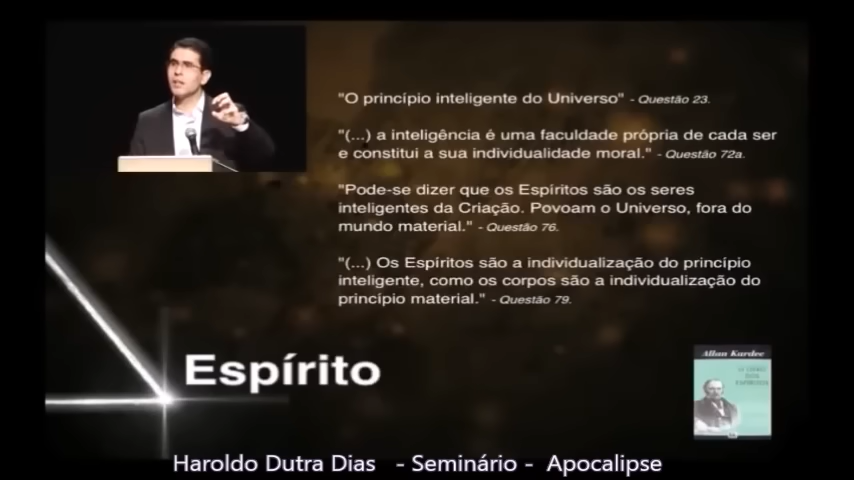 "O princípio inteligente do Universo" - Questão 23.
"(...) a inteligência é uma faculdade própria de cada ser
e constitui a sua individualidade moral." - Questão 72a.
"Pode-se dizer que os Espíritos são os seres
inteligentes da Criação. Povoam o Universo, fora do
mundo material." - Questão 76.
"(...) Os Espíritos são a individualização do princípio
inteligente, como os corpos são a individualização do
princípio material." - Questão 79.
Espírito
Allan Kardec
O LIVRO
DOS
ESPÍRITOS
Haroldo Dutra Dias - Seminário - Apocalipse